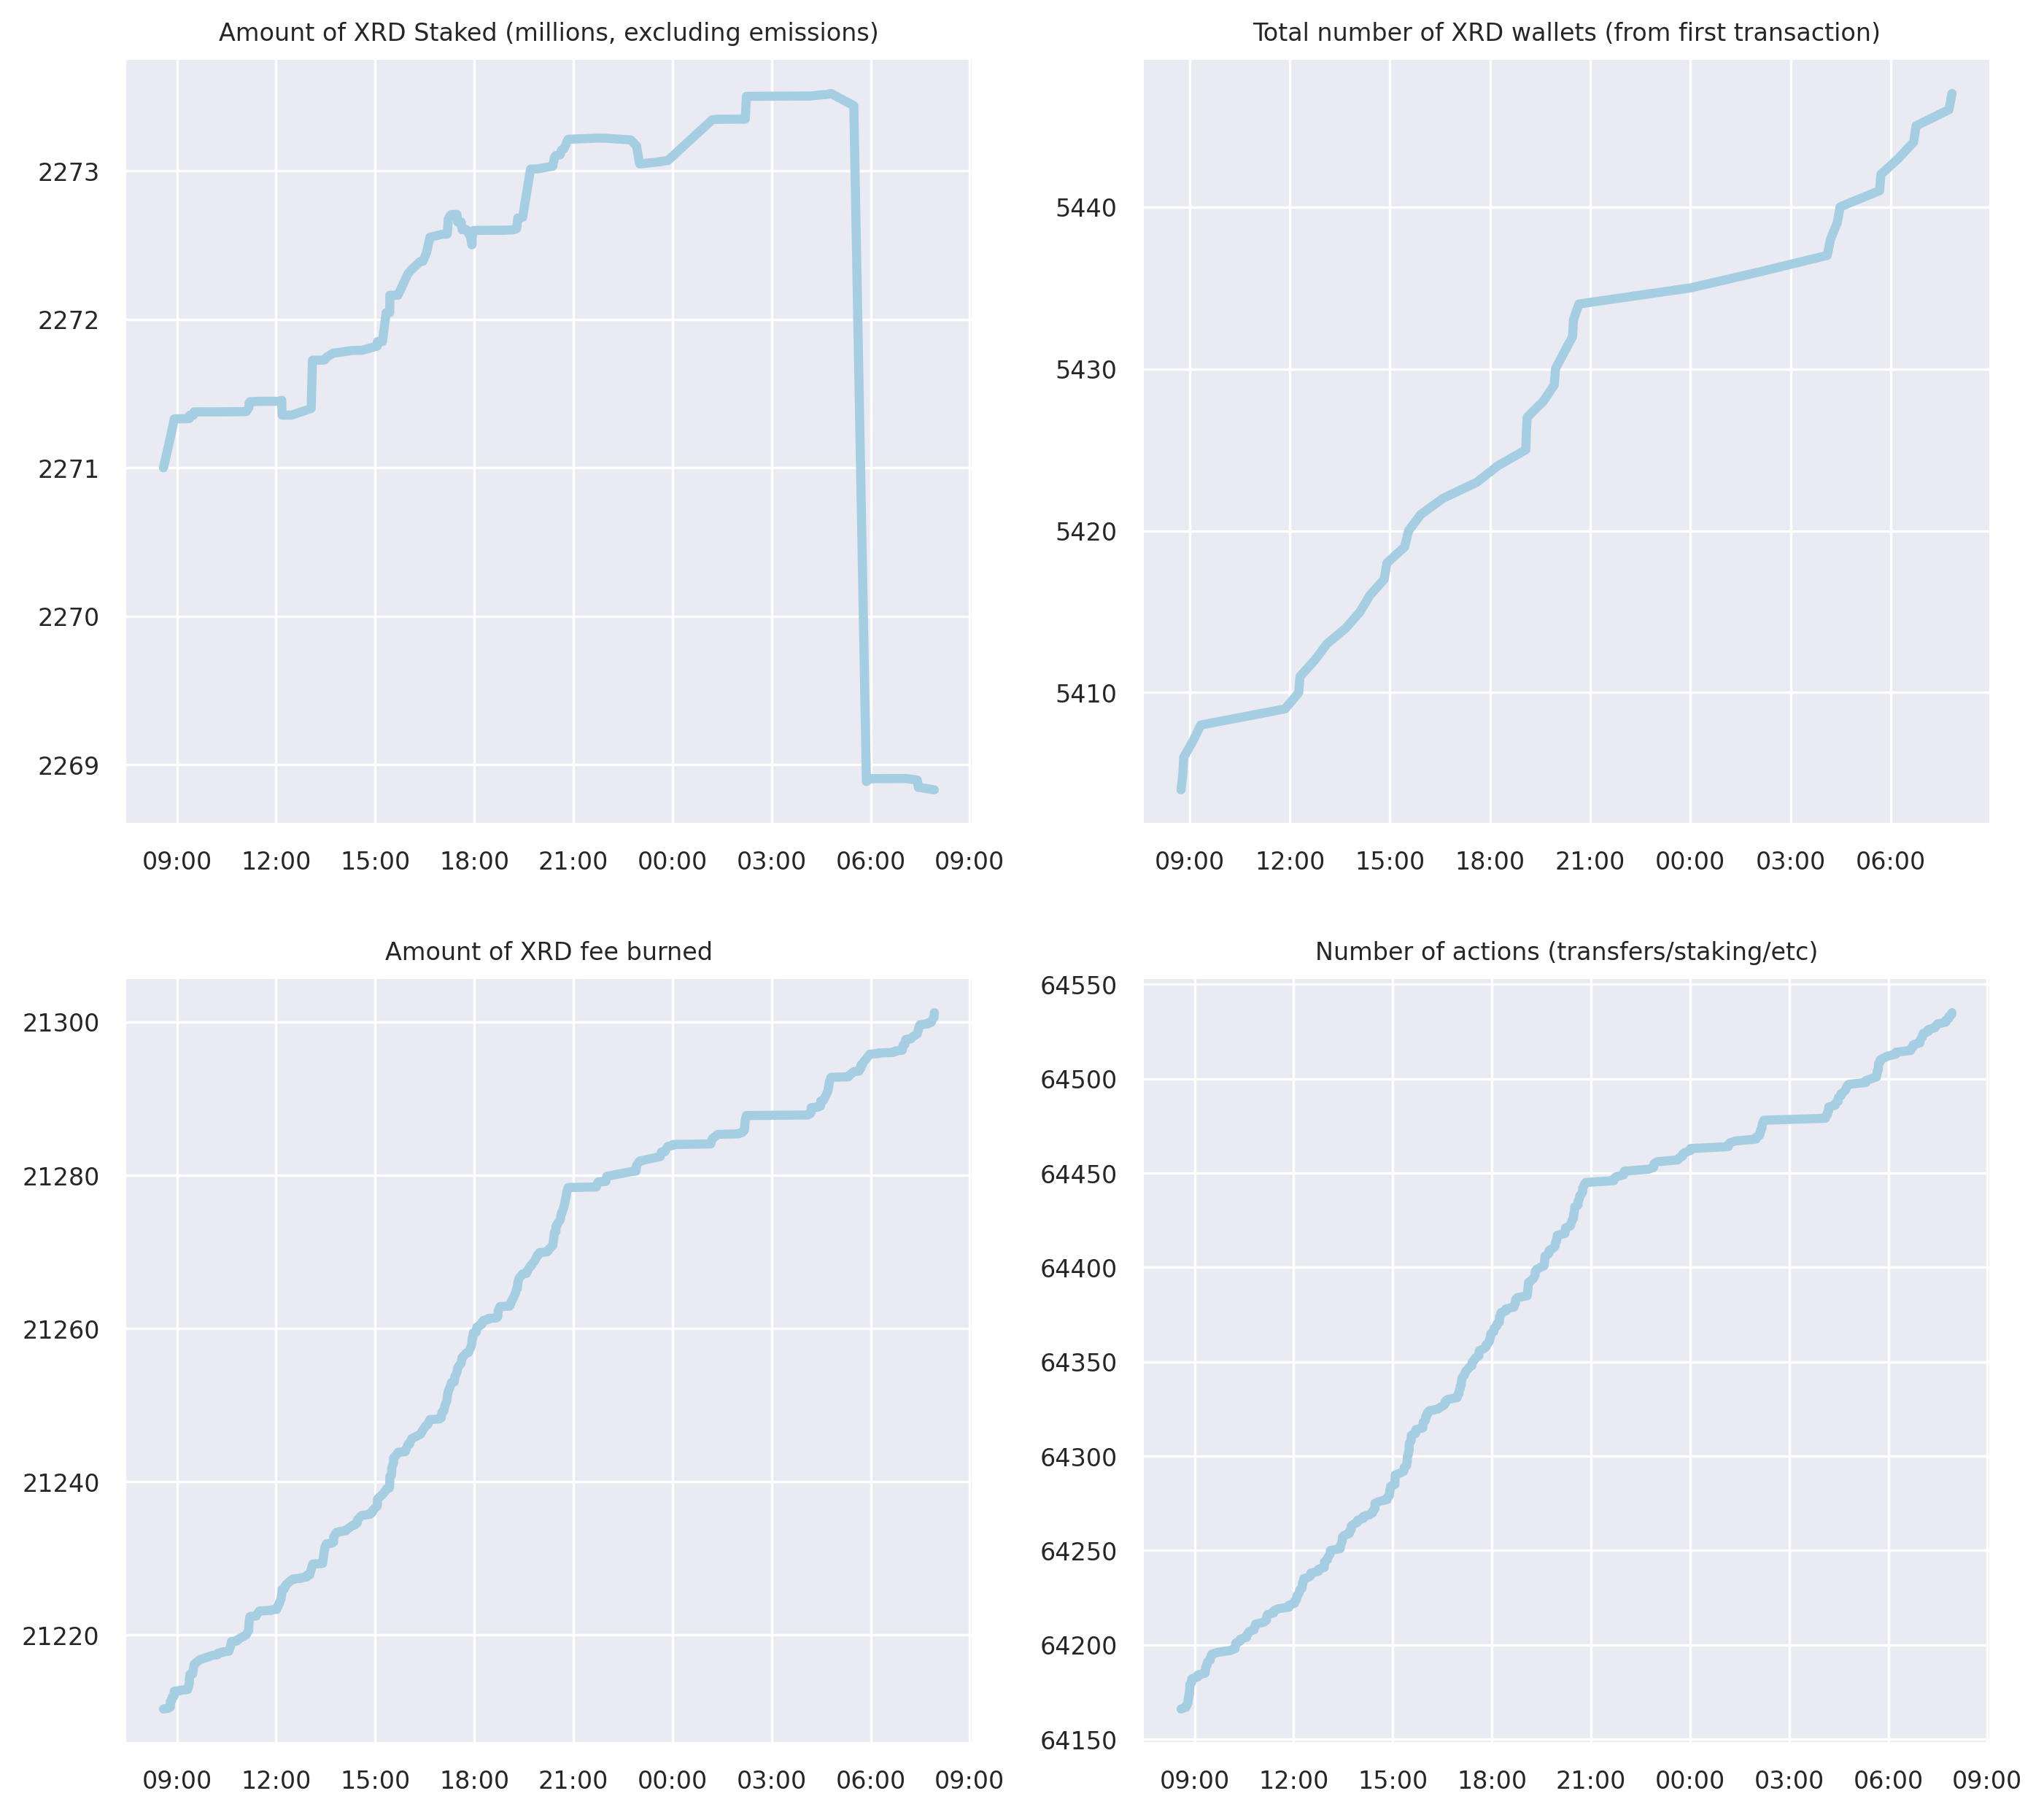 Amount of XRD Staked (millions, excluding emissions)
2273
2272
2271
2270
2269
09:00 12:00 15:00 18:00 21:00 00:00 03:00 06:00 09:00
Total number of XRD wallets (from first transaction)
5440
5430
5420
5410
09:00 12:00 15:00 18:00 21:00 00:00 03:00 06:00
Amount of XRD fee burned
21300
21280
21260
21240
21220
09:00 12:00 15:00 18:00 21:00 00:00 03:00 06:00 09:00
Number of actions (transfers/staking/etc)
64550
64500
64450
64400
64350
64300
64250
64200
64150
09:00 12:00 15:00 18:00 21:00 00:00 03:00 06:00 09:00